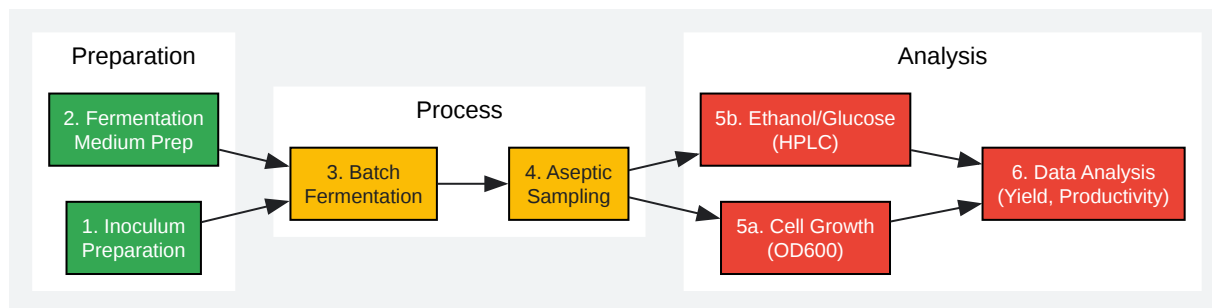 Preparation
2. Fermentation
Medium Prep
1. Inoculum
Preparation
Process
3. Batch
Fermentation
4. Aseptic
Sampling
Analysis
5b. Ethanol/Glucose
(HPLC)
5a. Cell Growth
(OD600)
6. Data Analysis
(Yield, Productivity)